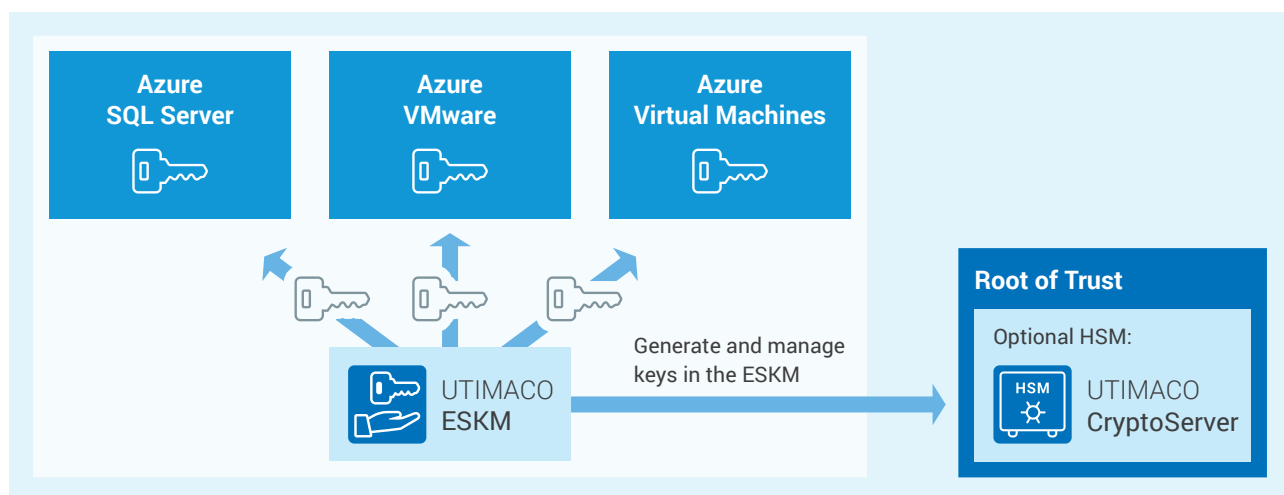 Azure
SQL Server
Azure
VMware
Azure
Virtual Machines
Generate and manage
keys in the ESKM
UTIMACO
ESKM
Root of Trust
Optional HSM:
HSM
UTIMACO
CryptoServer